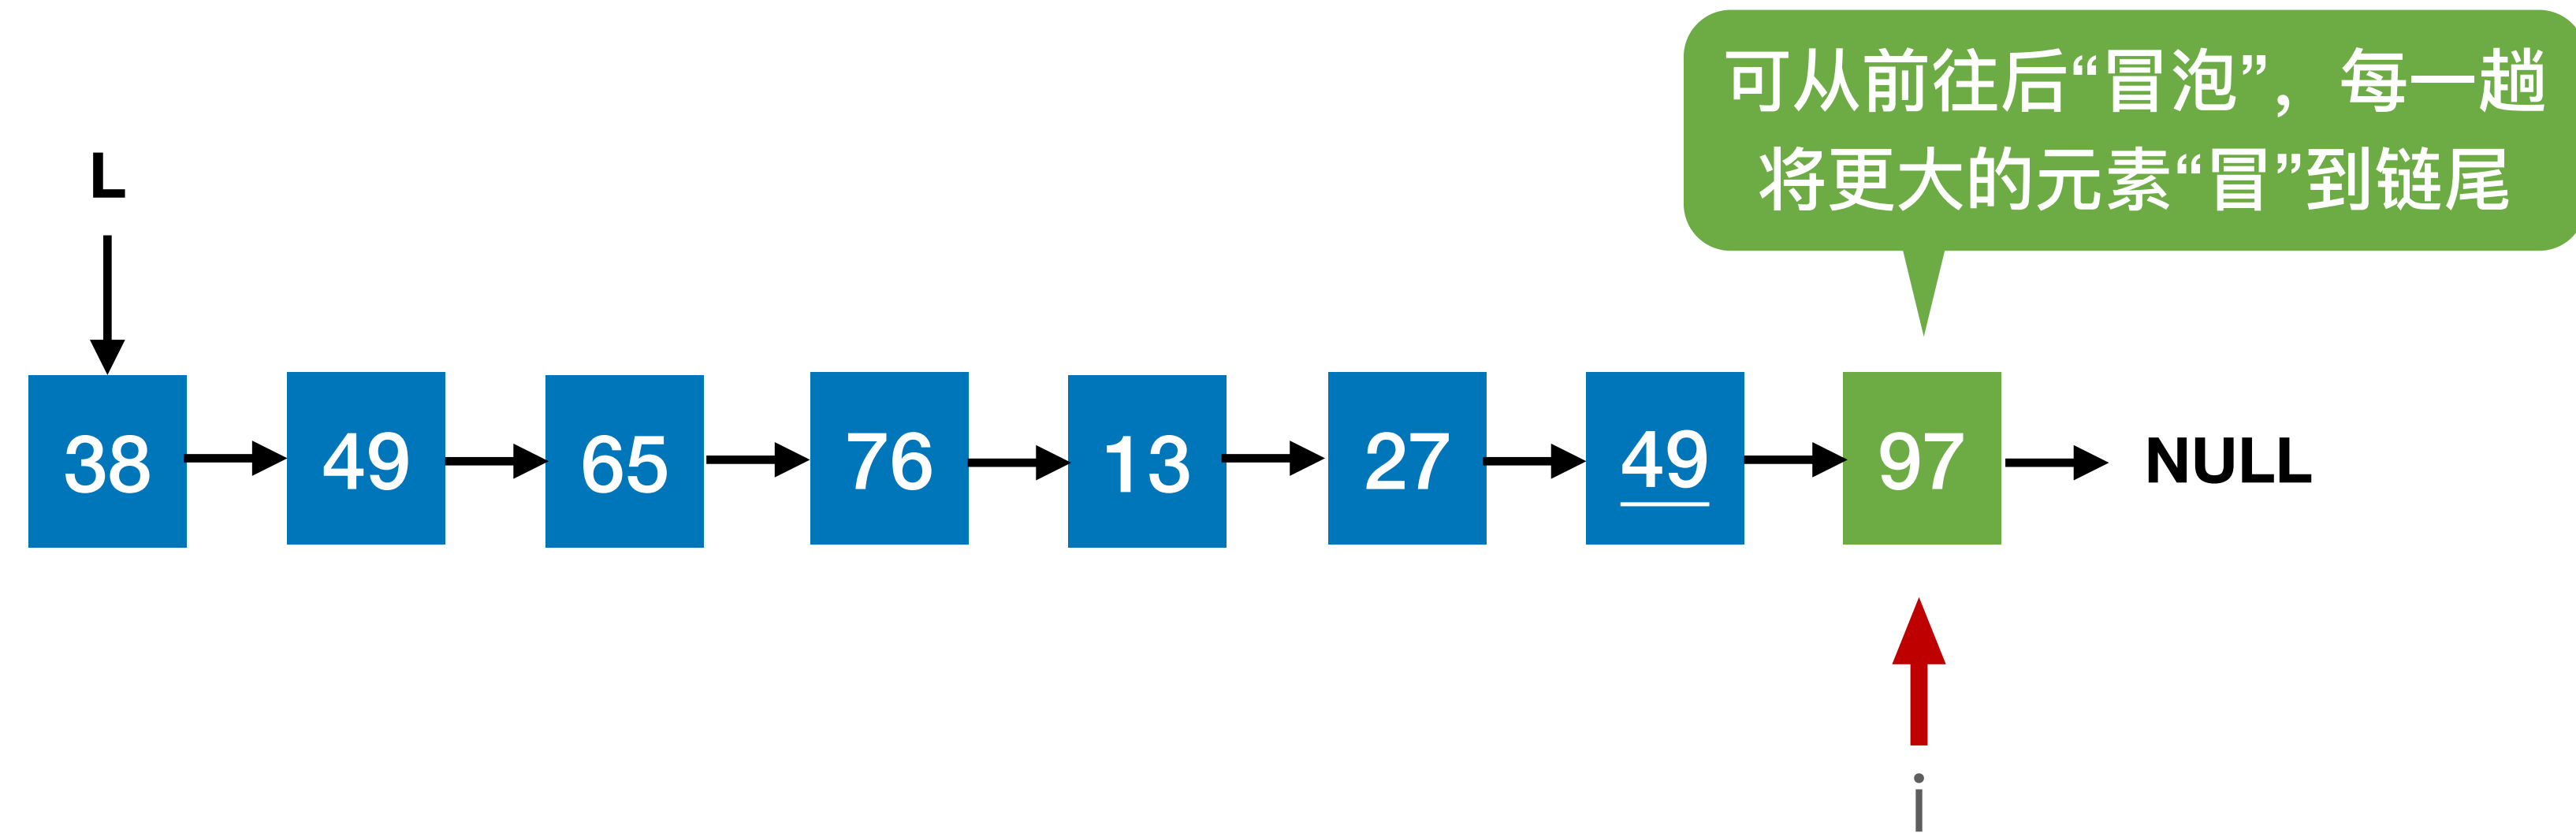 可从前往后“冒泡”，每一趟
将更大的元素“冒”到链尾
L
38 49 65 76 13 27 49 97 NULL
i